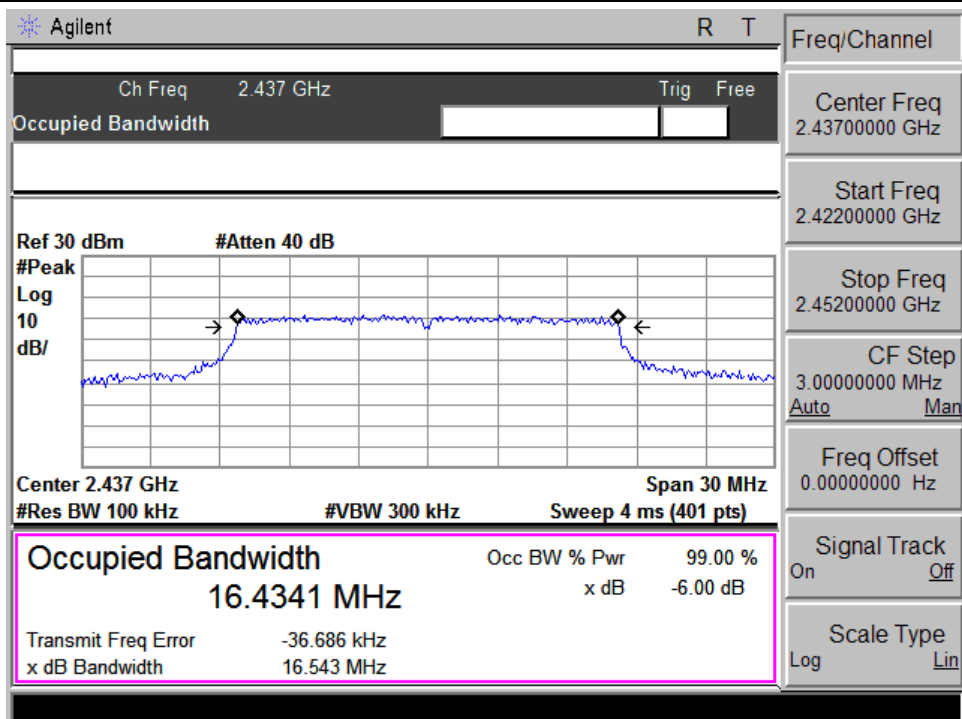 Agilent
R T
Ch Freq 2.437 GHz Trig Free
Occupied Bandwidth
Ref 30 dBm #Atten 40 dB
#Peak
Log
10
dB/
Center 2.437 GHz Span 30 MHz
#Res BW 100 kHz #VBW 300 kHz Sweep 4 ms (401 pts)
Occupied Bandwidth
16.4341 MHz
Occ BW % Pwr 99.00 %
x dB -6.00 dB
Transmit Freq Error -36.686 kHz
x dB Bandwidth 16.543 MHz
Freq/Channel
Center Freq
2.43700000 GHz
Start Freq
2.42200000 GHz
Stop Freq
2.45200000 GHz
CF Step
3.00000000 MHz
Auto Man
Freq Offset
0.00000000 Hz
Signal Track
On Off
Scale Type
Log Lin